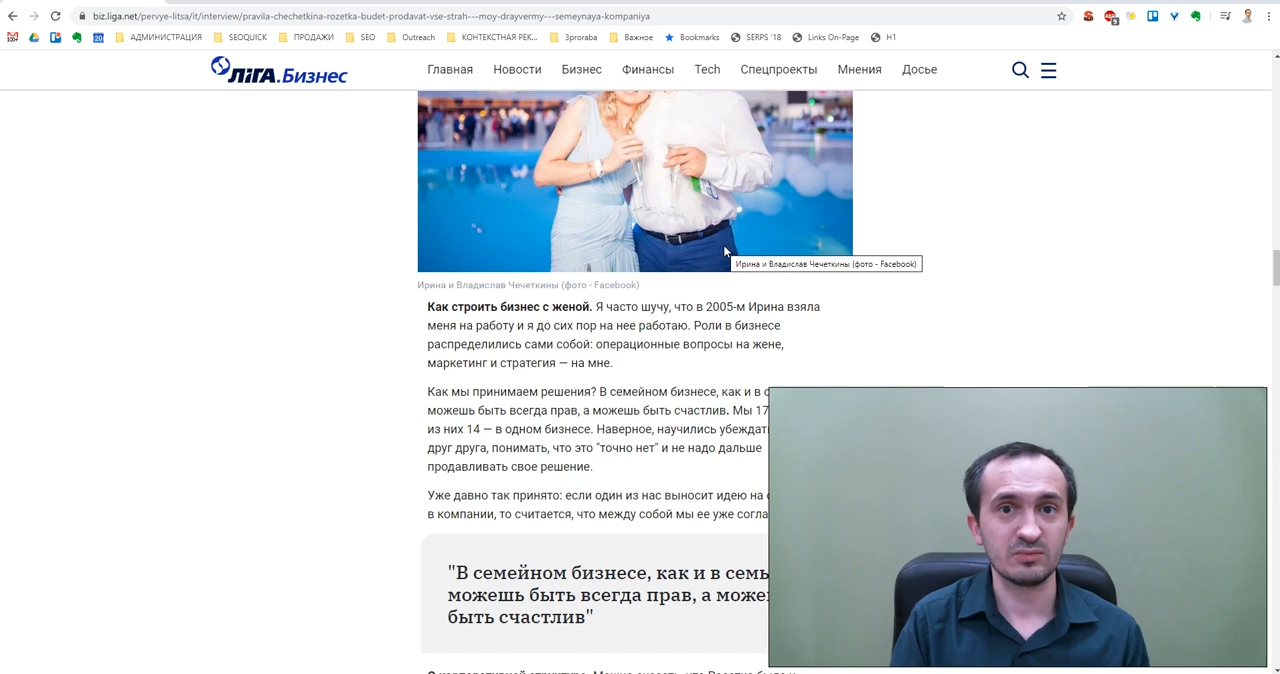 biz.liga.net/pervye-litsa/it/interview/pravila-chechetkina-rozetka-budet-prodavat-vse-strah---moy-drayvermy---semeynaya-kompaniya
АДМИНИСТРАЦИЯ SEOQUICK ПРОДАЖИ SEO Outreach КОНТЕКСТНАЯ РЕК... 3proraba Важное Bookmarks SERPS '18 Links On-Page H1
ЛІГА.Бизнес Главная Новости Бизнес Финансы Tech Спецпроекты Мнения Досье
Ирина и Владислав Чечеткины (фото - Facebook)
Ирина и Владислав Чечеткины (фото - Facebook)
Как строить бизнес с женой. Я часто шучу, что в 2005-м Ирина взяла
меня на работу и я до сих пор на нее работаю. Роли в бизнесе
распределились сами собой: операционные вопросы на жене,
маркетинг и стратегия — на мне.
Как мы принимаем решения? В семейном бизнесе, как и в с
можешь быть всегда прав, а можешь быть счастлив. Мы 17
из них 14 — в одном бизнесе. Наверное, научились убеждат
друг друга, понимать, что это "точно нет" и не надо дальше
продавливать свое решение.
Уже давно так принято: если один из нас выносит идею на
в компании, то считается, что между собой мы ее уже согла
"В семейном бизнесе, как и в семь
можешь быть всегда прав, а може
быть счастлив"